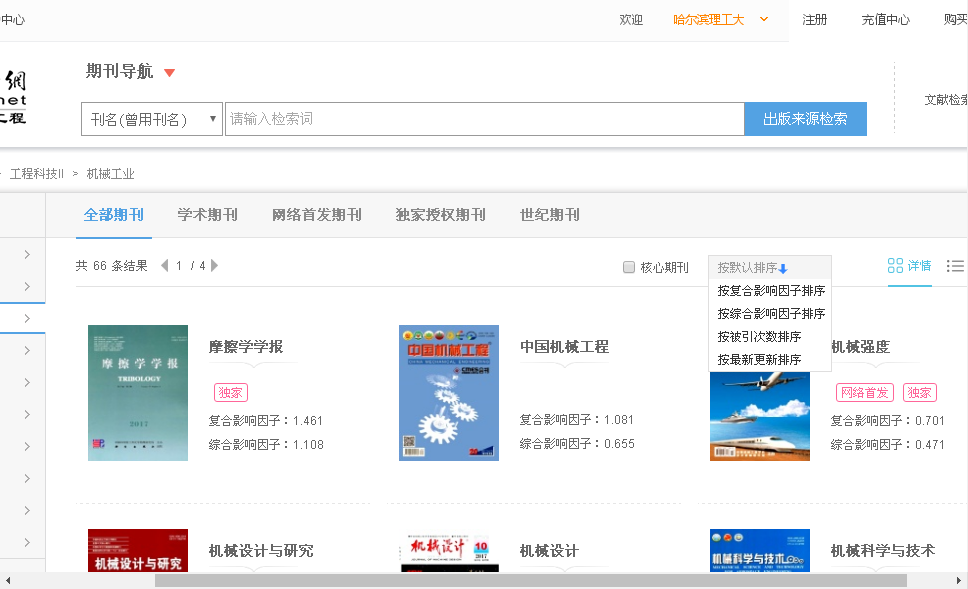 中心
欢迎 哈尔滨理工大 注册 充值中心 购买
網
net
工程
期刊导航
刊名(曾用刊名) 请输入检索词 出版来源检索
文献检索
工程科技II > 机械工业
全部期刊 学术期刊 网络首发期刊 独家授权期刊 世纪期刊
共 66 条结果 1 / 4 核心期刊 按默认排序 详情
按复合影响因子排序
按综合影响因子排序
按被引次数排序
按最新更新排序
摩擦学学报
TRIBOLOGY
2017
摩擦学学报
独家
复合影响因子：1.461
综合影响因子：1.108
中国机械工程
中国机械工程
复合影响因子：1.081
综合影响因子：0.655
机械强度
网络首发 独家
复合影响因子：0.701
综合影响因子：0.471
机械设计与研究
机械设计与研究
机械设计 10
2017
机械设计
机械科学与技术
机械科学与技术